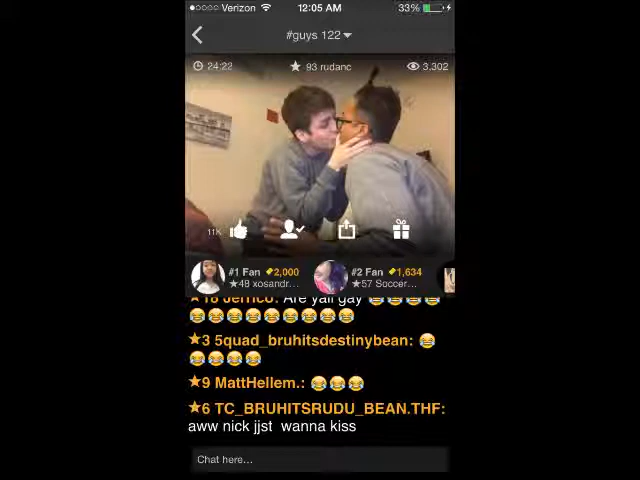 Verizon 12:05 AM 33%
#guys 122
24:22 93 rudanc 3,302
11K
#1 Fan 2,000 #2 Fan 1,634
48 xosandr... 57 Soccer...
18 Jerrico: Are yall gay
3 5quad_bruhitsdestinybean:
9 MattHellem.:
6 TC_BRUHITSRUDU_BEAN.THF:
aww nick jjst wanna kiss
Chat here...